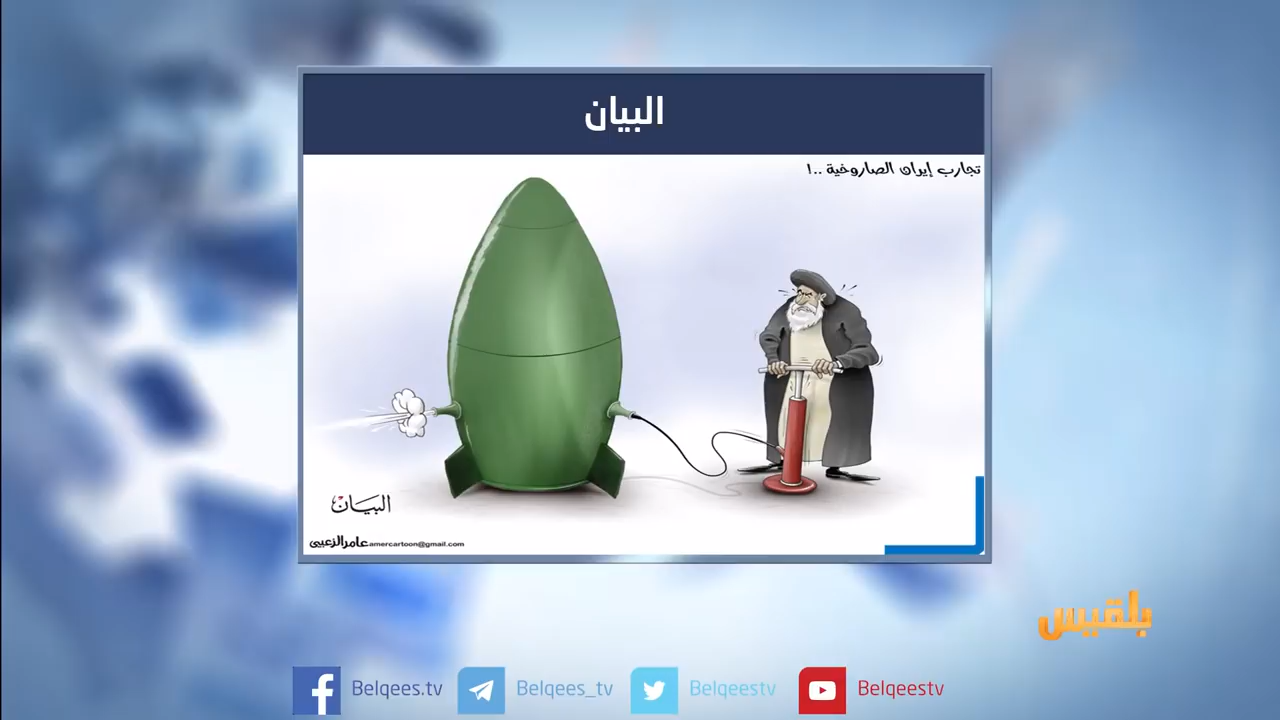 البيان
تجارب إيران الصاروخية ..!
البيان
عامر الزعبي amercartoon@gmail.com
بلقيس
Belqees.tv
Belqees_tv
Belqeestv
Belqeestv